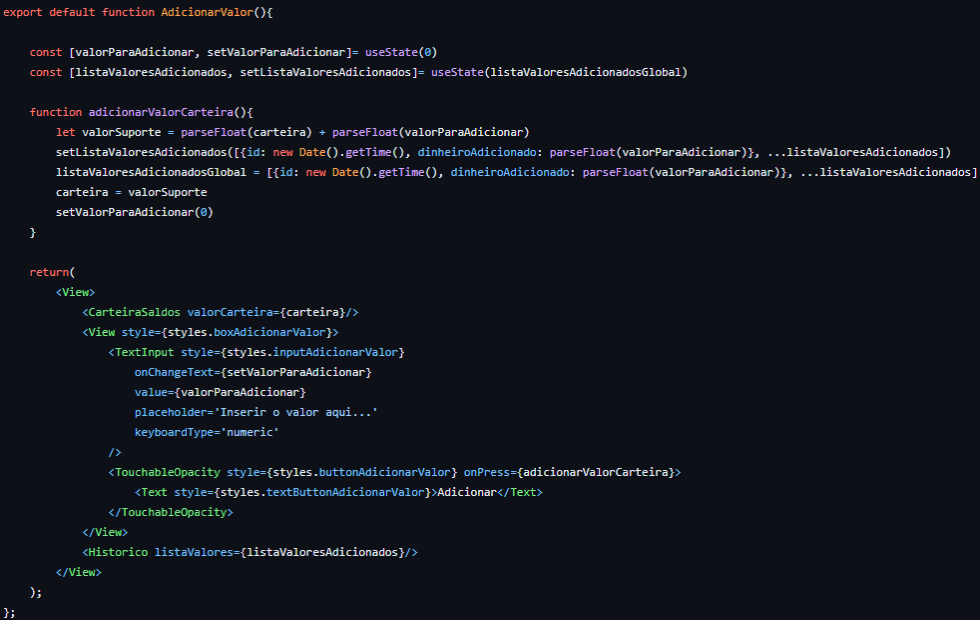 export default function AdicionarValor(){
const [valorParaAdicionar, setValorParaAdicionar]= useState(0)
const [listaValoresAdicionados, setListaValoresAdicionados]= useState(listaValoresAdicionadosGlobal)
function adicionarValorCarteira(){
let valorSuporte = parseFloat(carteira) + parseFloat(valorParaAdicionar)
setListaValoresAdicionados([{id: new Date().getTime(), dinheiroAdicionado: parseFloat(valorParaAdicionar)}, ...listaValoresAdicionados])
listaValoresAdicionadosGlobal = [{id: new Date().getTime(), dinheiroAdicionado: parseFloat(valorParaAdicionar)}, ...listaValoresAdicionados]
carteira = valorSuporte
setValorParaAdicionar(0)
}
return(
<View>
<CarteiraSaldos valorCarteira={carteira}/>
<View style={styles.boxAdicionarValor}>
<TextInput style={styles.inputAdicionarValor}
onChangeText={setValorParaAdicionar}
value={valorParaAdicionar}
placeholder='Inserir o valor aqui...'
keyboardType='numeric'
/>
<TouchableOpacity style={styles.buttonAdicionarValor} onPress={adicionarValorCarteira}>
<Text style={styles.textButtonAdicionarValor}>Adicionar</Text>
</TouchableOpacity>
</View>
<Historico listaValores={listaValoresAdicionados}/>
</View>
);
};